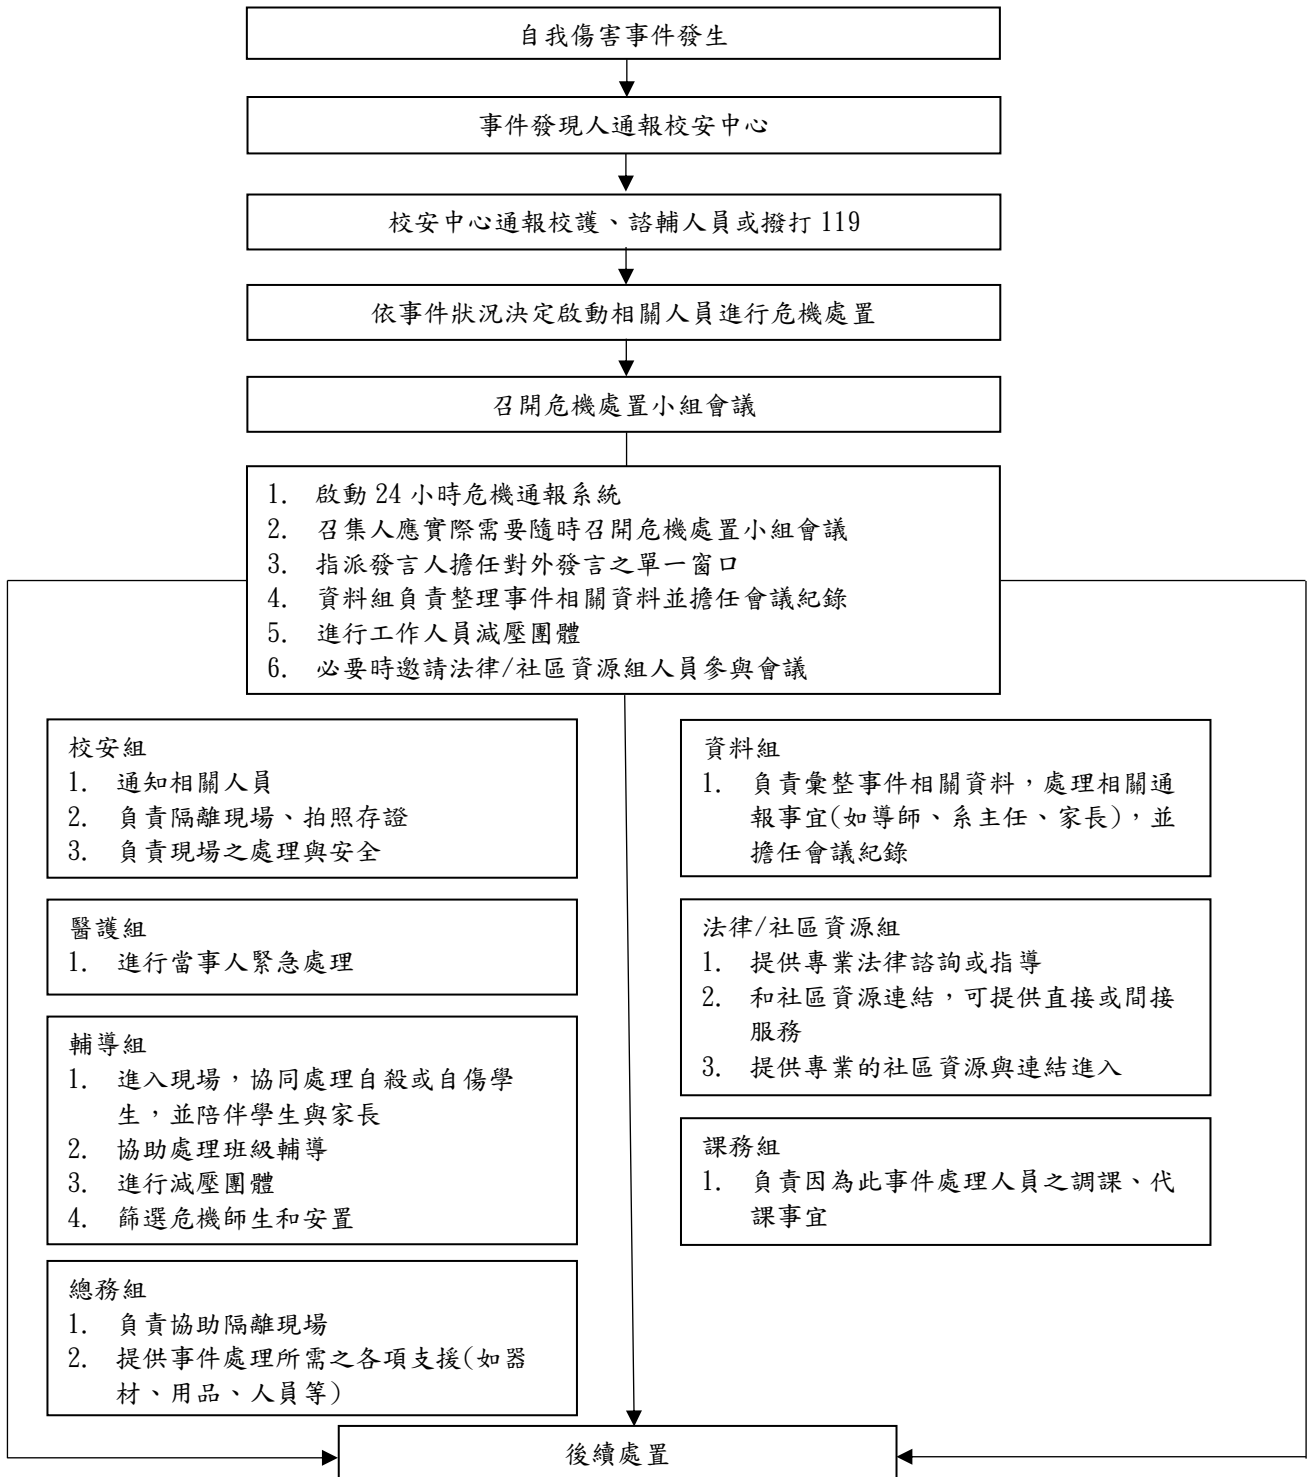 自我傷害事件發生
事件發現人通報校安中心
校安中心通報校護、諮輔人員或撥打 119
依事件狀況決定啟動相關人員進行危機處置
召開危機處置小組會議
1. 啟動 24 小時危機通報系統
2. 召集人應實際需要隨時召開危機處置小組會議
3. 指派發言人擔任對外發言之單一窗口
4. 資料組負責整理事件相關資料並擔任會議紀錄
5. 進行工作人員減壓團體
6. 必要時邀請法律/社區資源組人員參與會議
校安組
1. 通知相關人員
2. 負責隔離現場、拍照存證
3. 負責現場之處理與安全
醫護組
1. 進行當事人緊急處理
輔導組
1. 進入現場，協同處理自殺或自傷學
生，並陪伴學生與家長
2. 協助處理班級輔導
3. 進行減壓團體
4. 篩選危機師生和安置
總務組
1. 負責協助隔離現場
2. 提供事件處理所需之各項支援(如器
材、用品、人員等)
資料組
1. 負責彙整事件相關資料，處理相關通
報事宜(如導師、系主任、家長)，並
擔任會議紀錄
法律/社區資源組
1. 提供專業法律諮詢或指導
2. 和社區資源連結，可提供直接或間接
服務
3. 提供專業的社區資源與連結進入
課務組
1. 負責因為此事件處理人員之調課、代
課事宜
後續處置